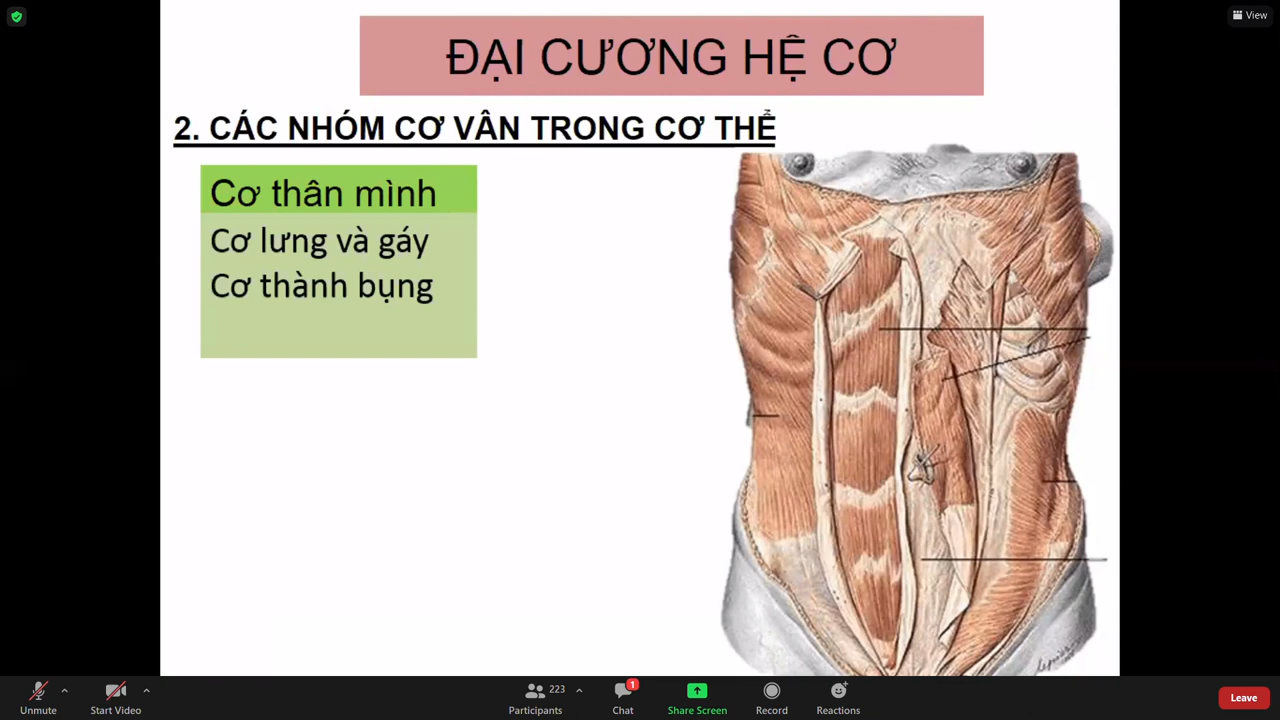 View
ĐẠI CƯƠNG HỆ CƠ
2. CÁC NHÓM CƠ VÂN TRONG CƠ THỂ
Cơ thân mình
Cơ lưng và gáy
Cơ thành bụng
Unmute
Start Video
223
Participants
1
Chat
Share Screen
Record
Reactions
Leave